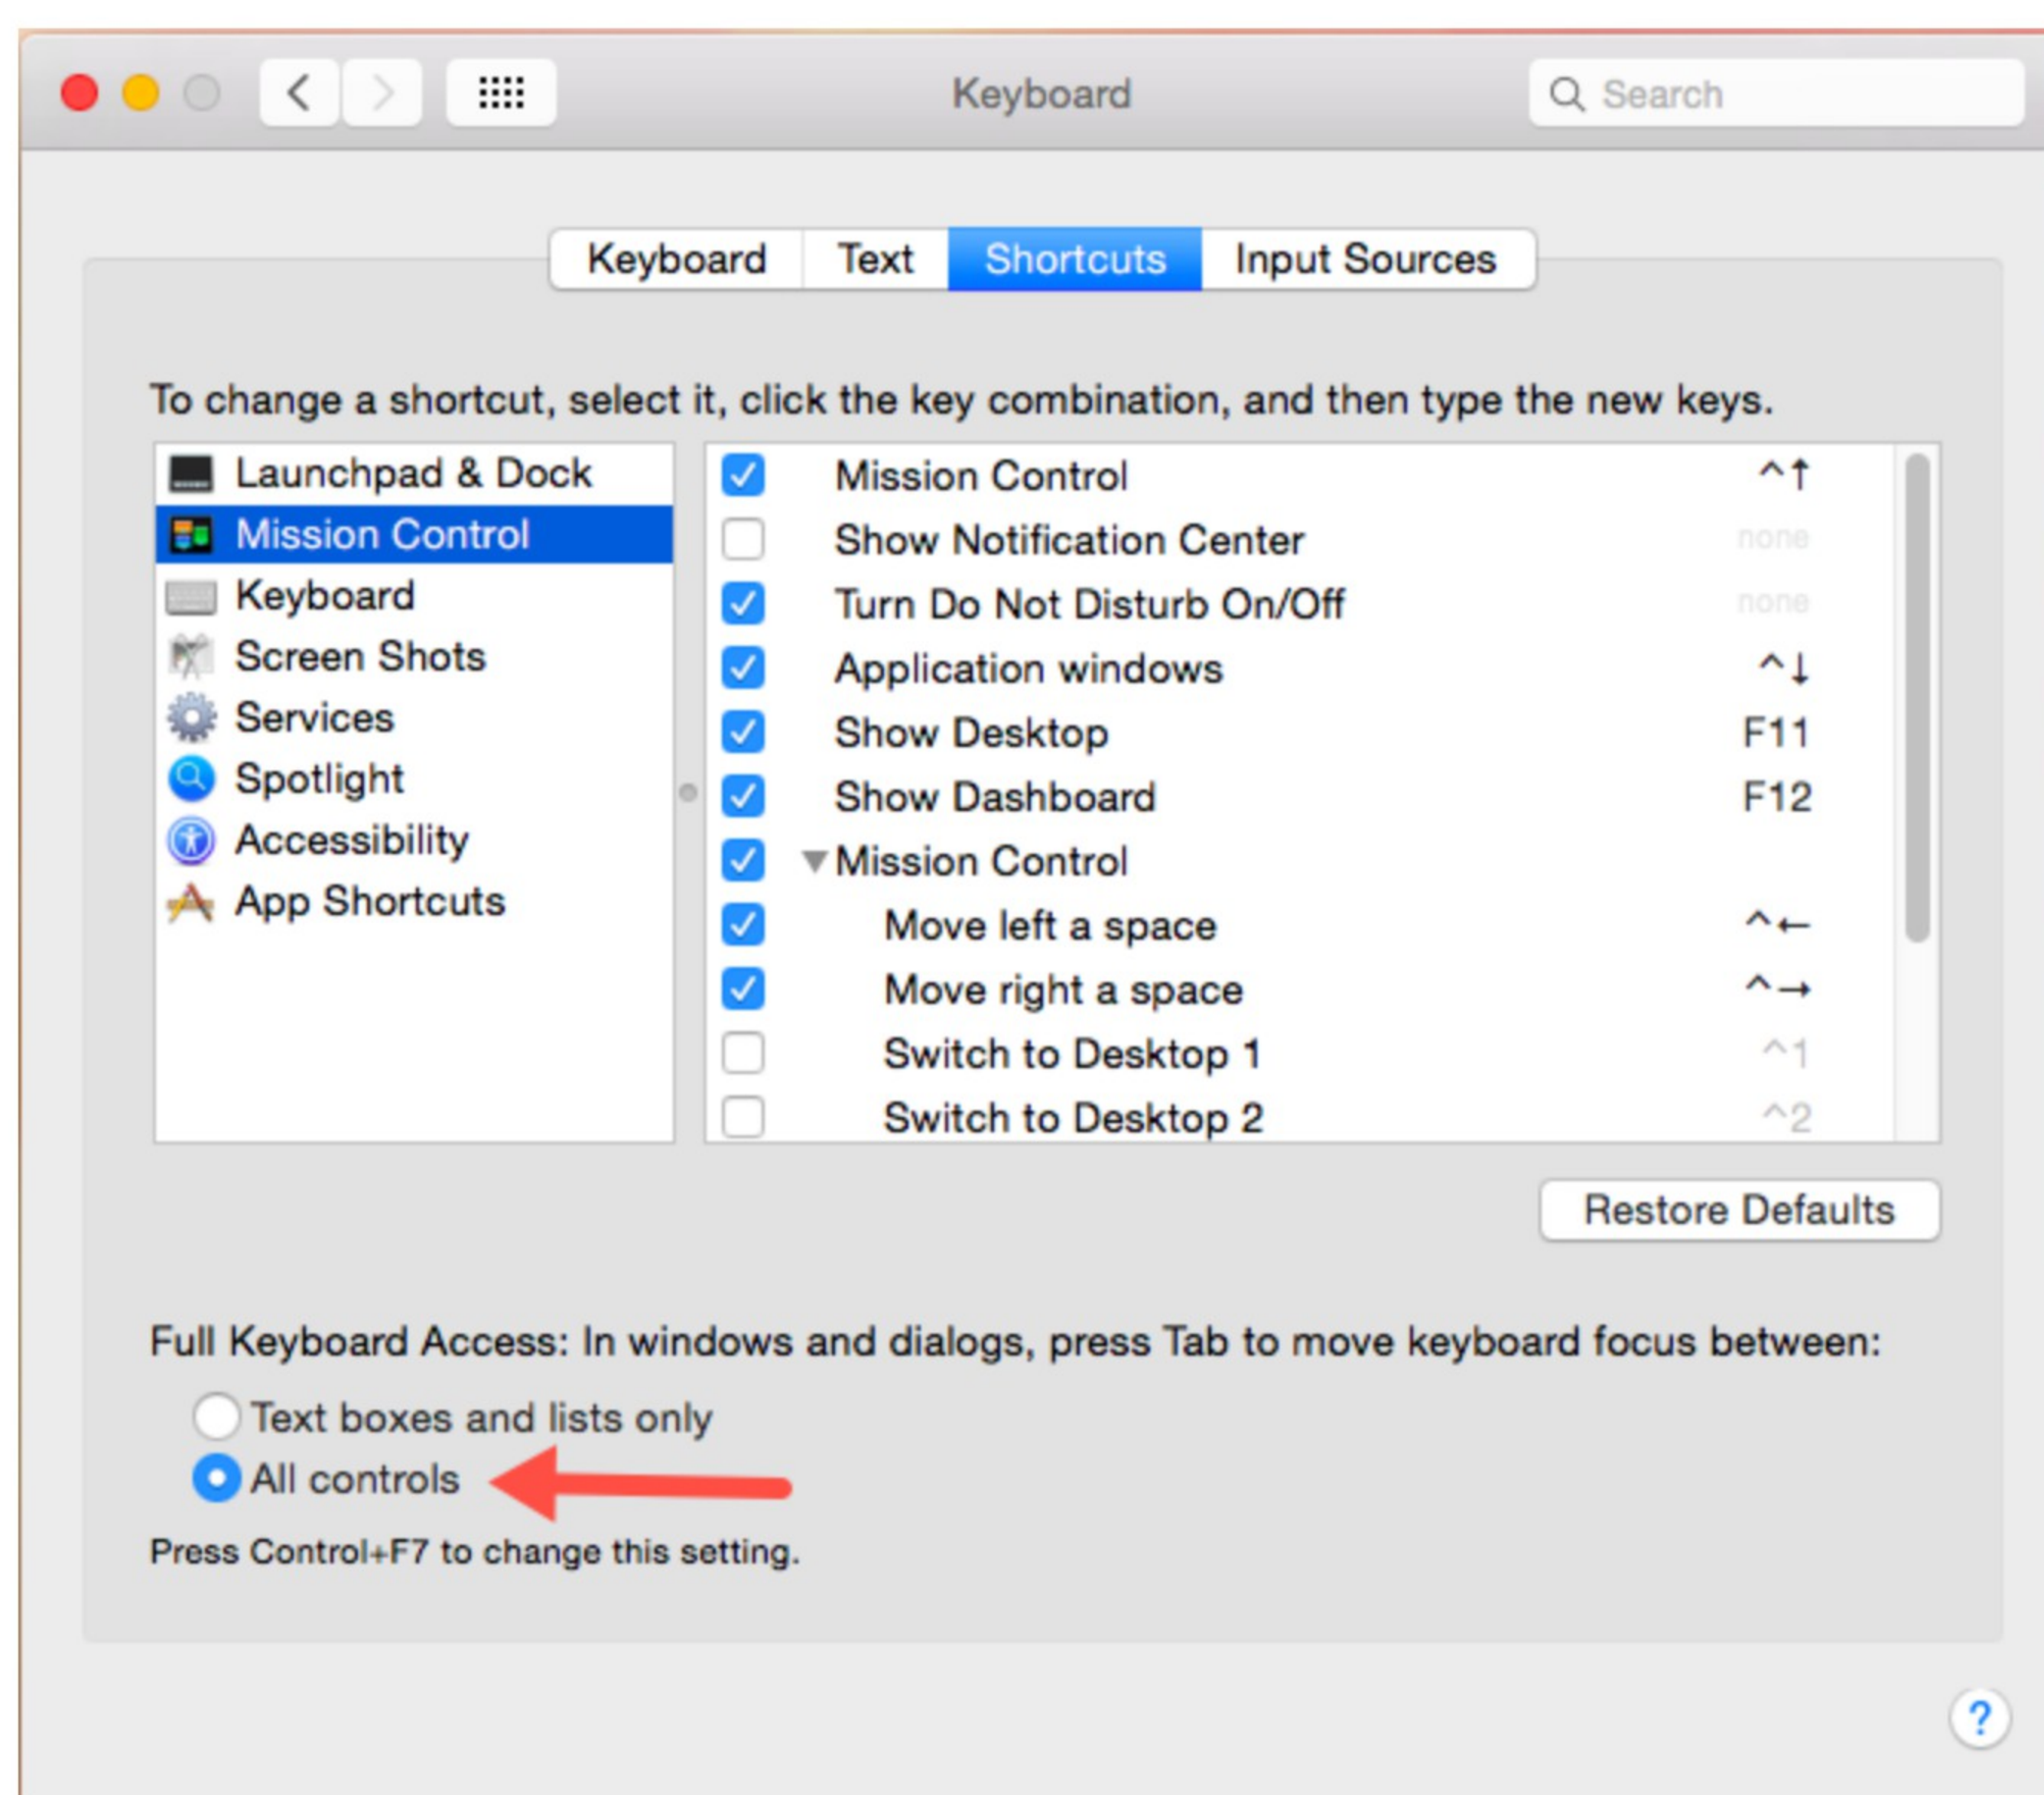 Keyboard
Search
Keyboard Text Shortcuts Input Sources
To change a shortcut, select it, click the key combination, and then type the new keys.
Launchpad & Dock
Mission Control
Keyboard
Screen Shots
Services
Spotlight
Accessibility
App Shortcuts
Mission Control ^↑
Show Notification Center none
Turn Do Not Disturb On/Off none
Application windows ^↓
Show Desktop F11
Show Dashboard F12
Mission Control
Move left a space ^←
Move right a space ^→
Switch to Desktop 1 ^1
Switch to Desktop 2 ^2
Restore Defaults
Full Keyboard Access: In windows and dialogs, press Tab to move keyboard focus between:
Text boxes and lists only
All controls
Press Control+F7 to change this setting.
?